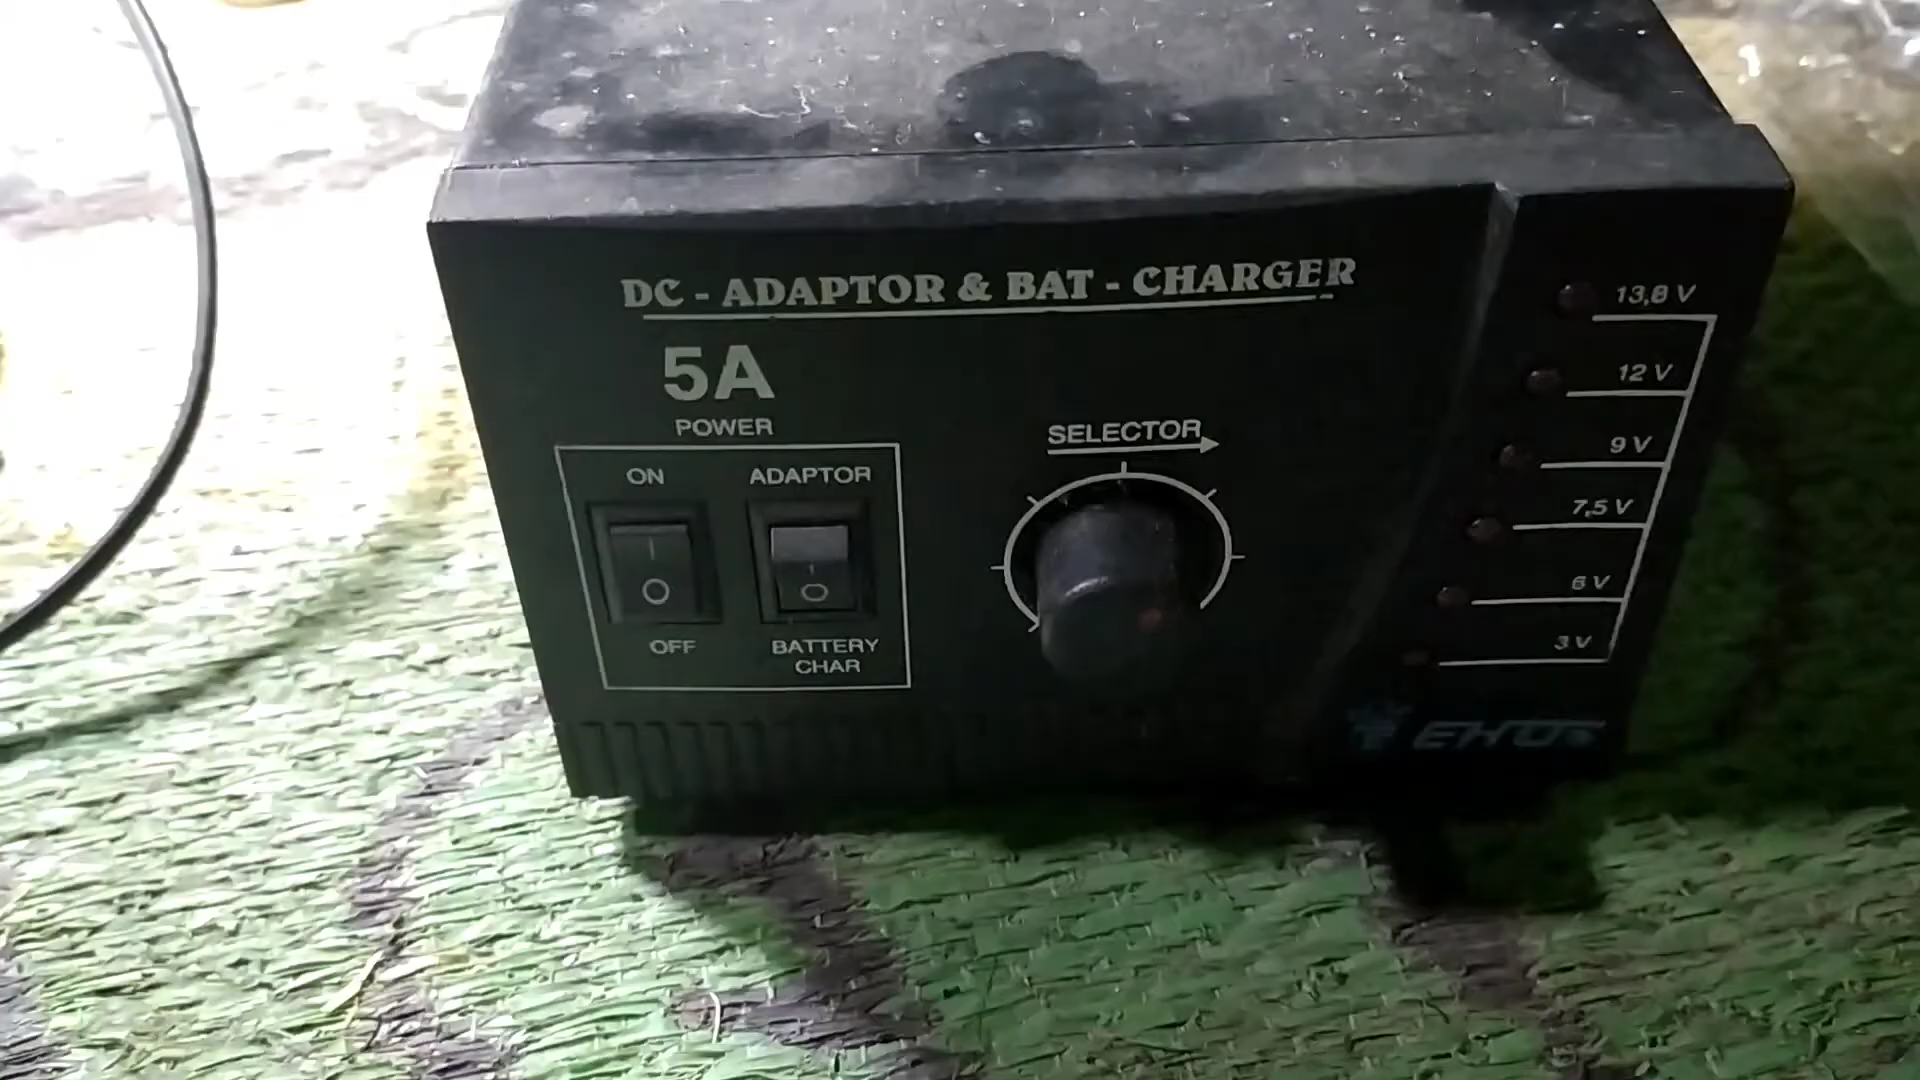 DC - ADAPTOR & BAT - CHARGER
5A
POWER
ON
ADAPTOR
OFF
BATTERY
CHAR
SELECTOR
13,8 V
12 V
9 V
7,5 V
6 V
3 V